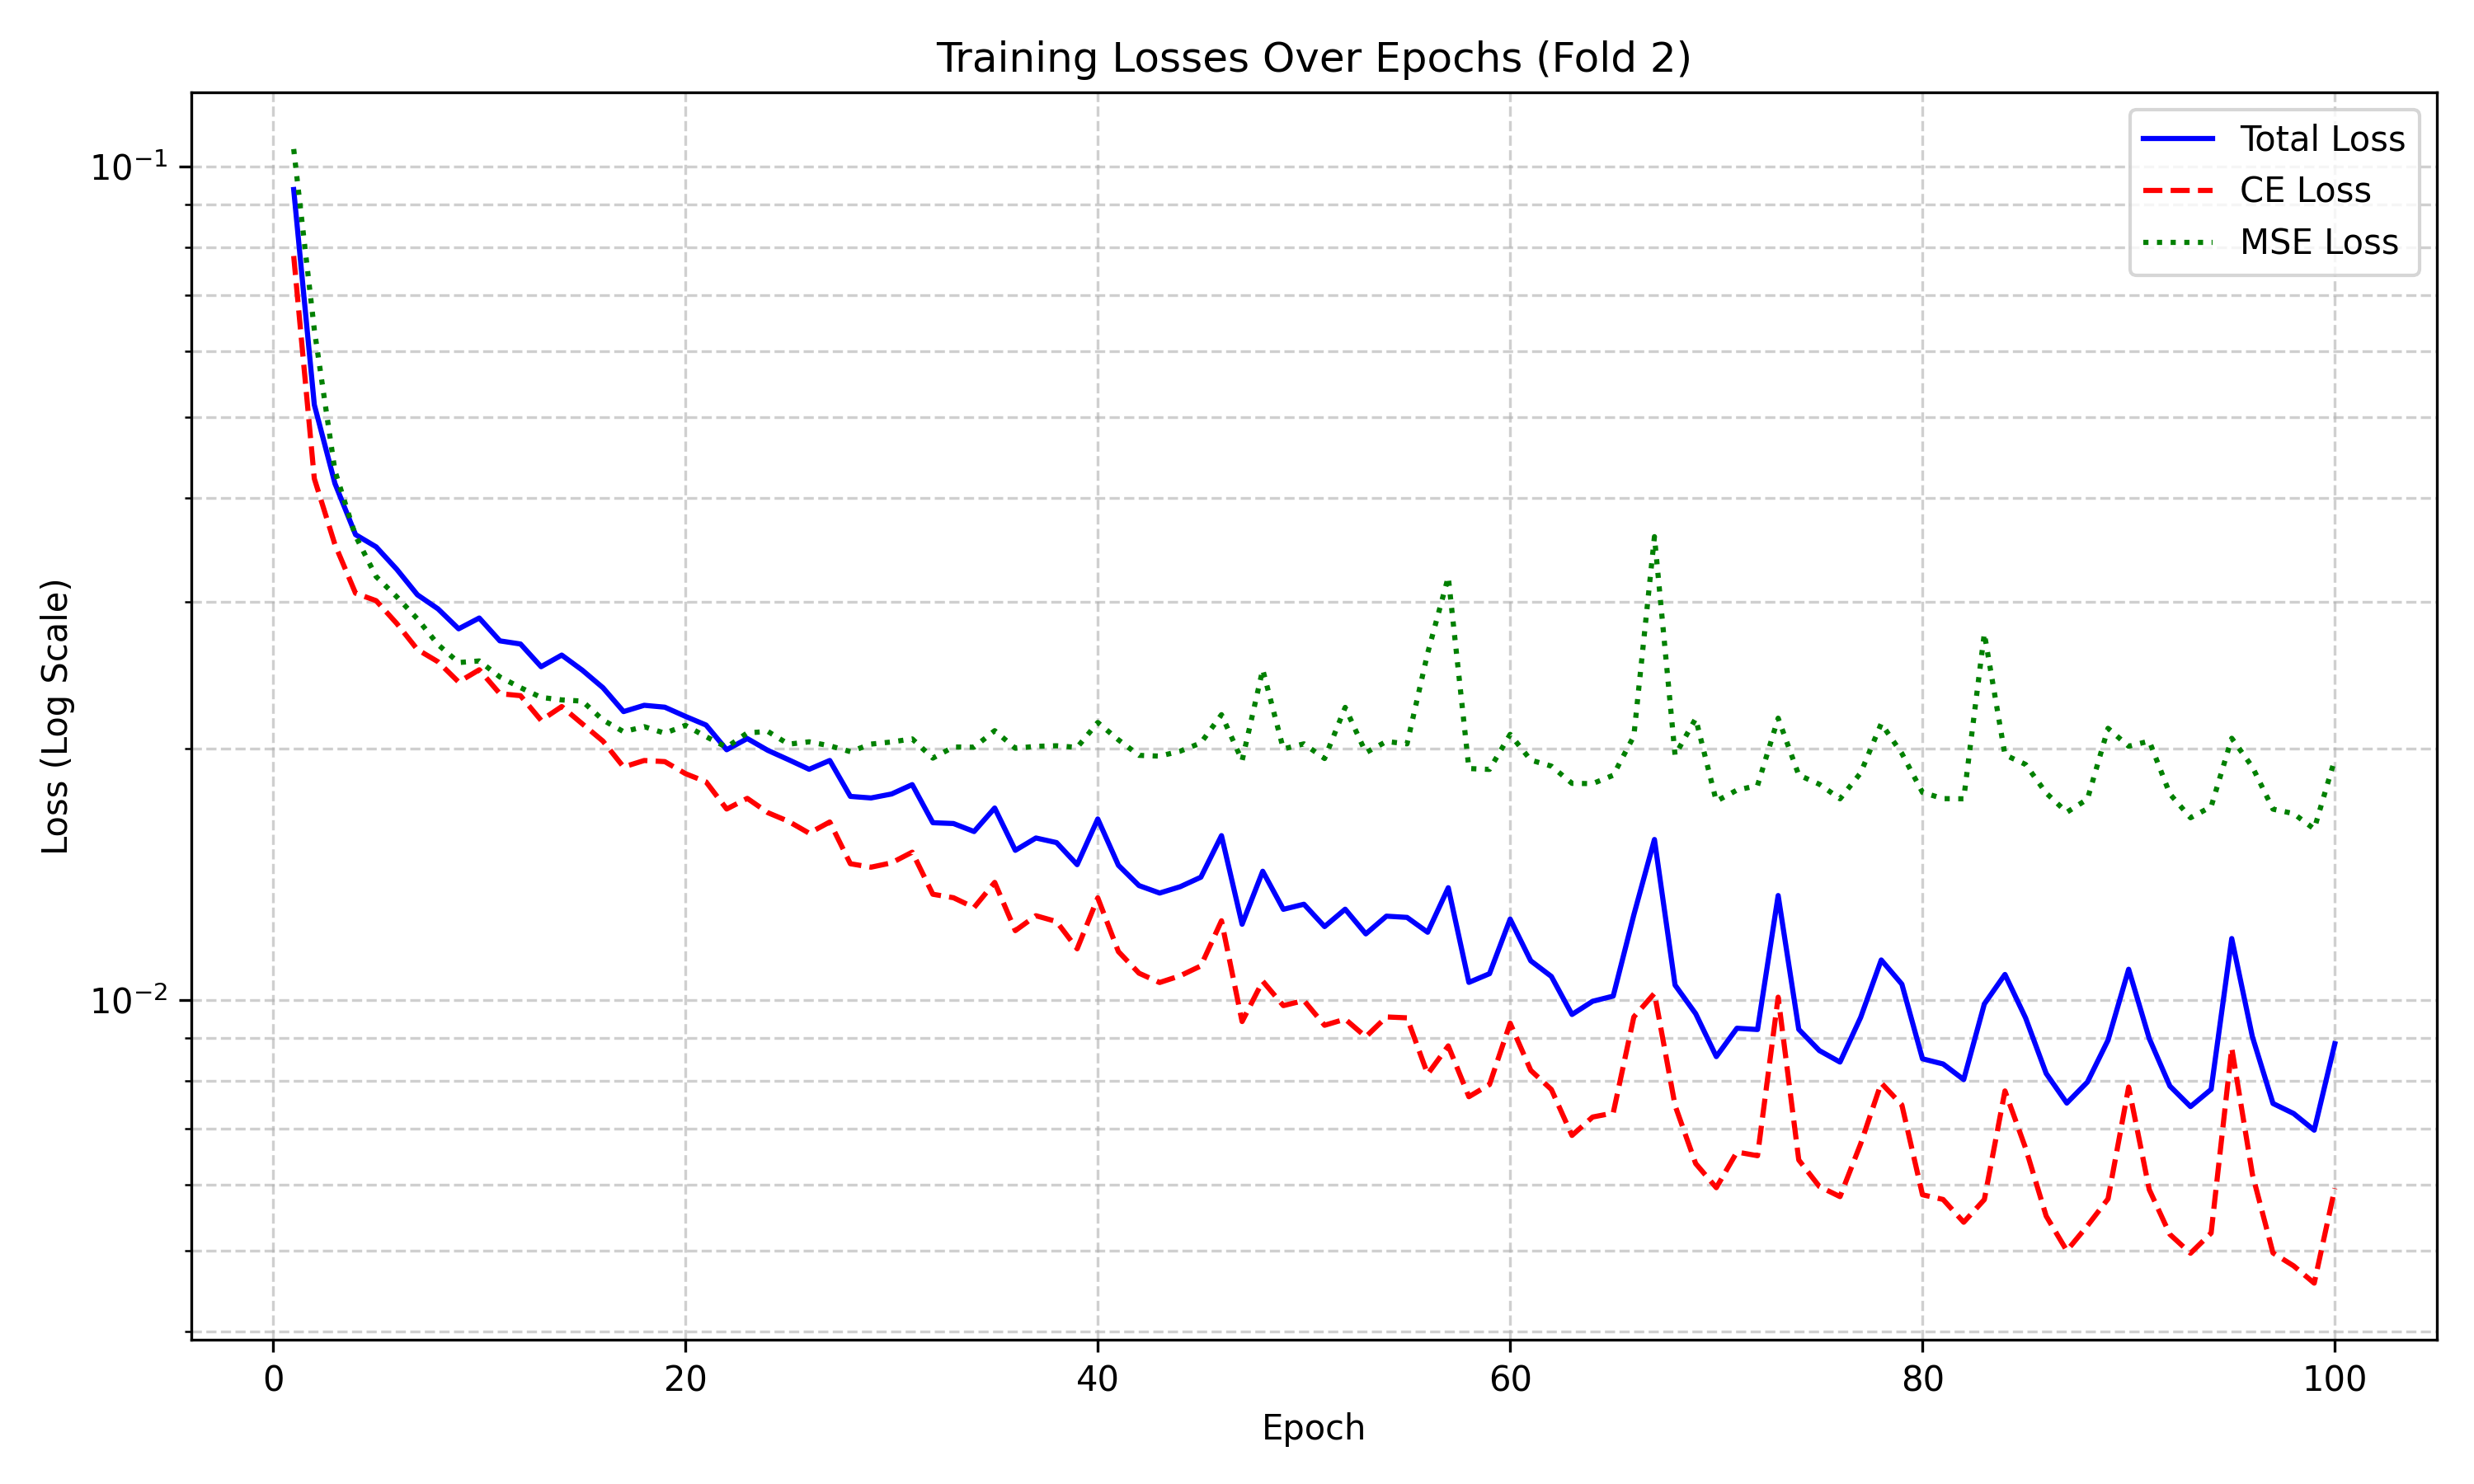 Training Losses Over Epochs (Fold 2)
Total Loss
CE Loss
MSE Loss
10⁻¹
10⁻²
Loss (Log Scale)
0 20 40 60 80 100
Epoch